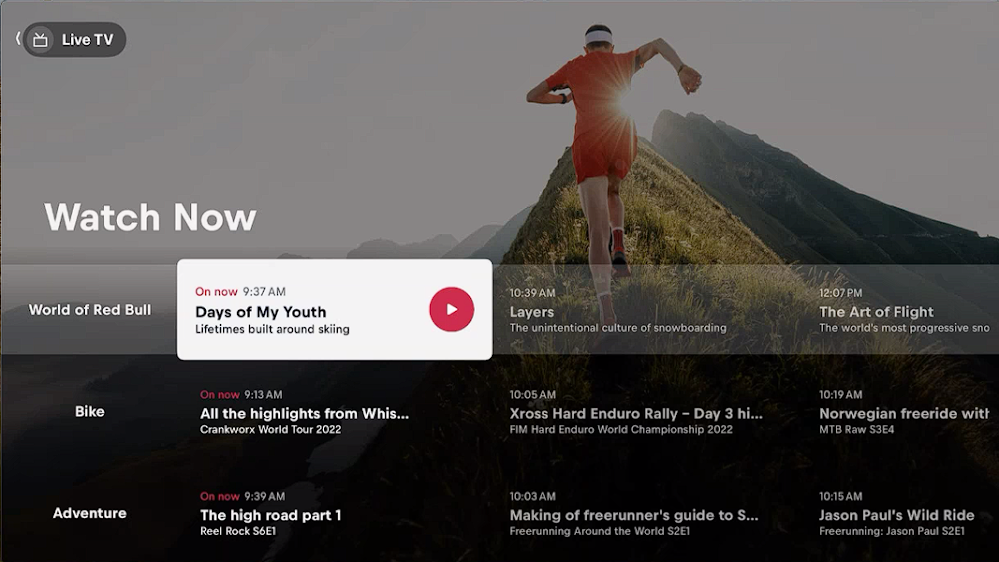 Live TV
Watch Now
World of Red Bull
On now 9:37 AM
Days of My Youth
Lifetimes built around skiing
10:39 AM
Layers
The unintentional culture of snowboarding
12:07 PM
The Art of Flight
The world's most progressive sno
Bike
On now 9:13 AM
All the highlights from Whis...
Crankworx World Tour 2022
10:05 AM
Xross Hard Enduro Rally – Day 3 hi...
FIM Hard Enduro World Championship 2022
10:19 AM
Norwegian freeride with
MTB Raw S3E4
Adventure
On now 9:39 AM
The high road part 1
Reel Rock S6E1
10:03 AM
Making of freerunner's guide to S...
Freerunning Around the World S2E1
10:15 AM
Jason Paul's Wild Ride
Freerunning: Jason Paul S2E1